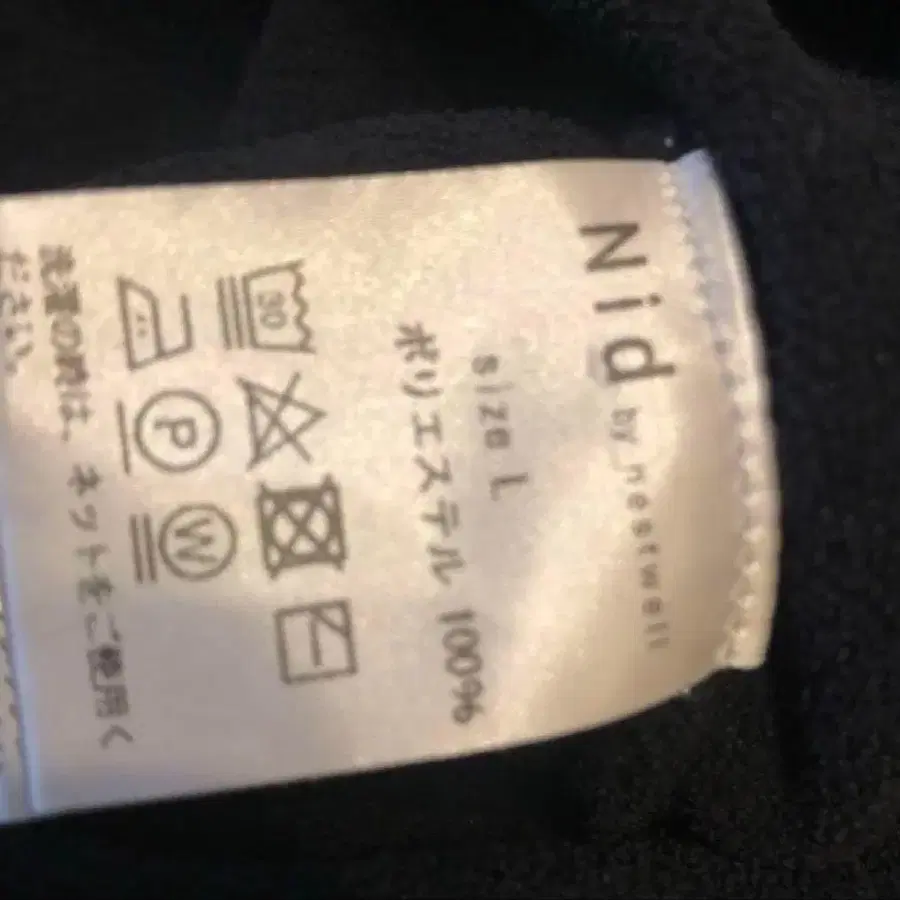 Nid by nestwell
size L
ポリエステル 100%
30
P W
洗濯の際は、ネットをご使用く
ださい。